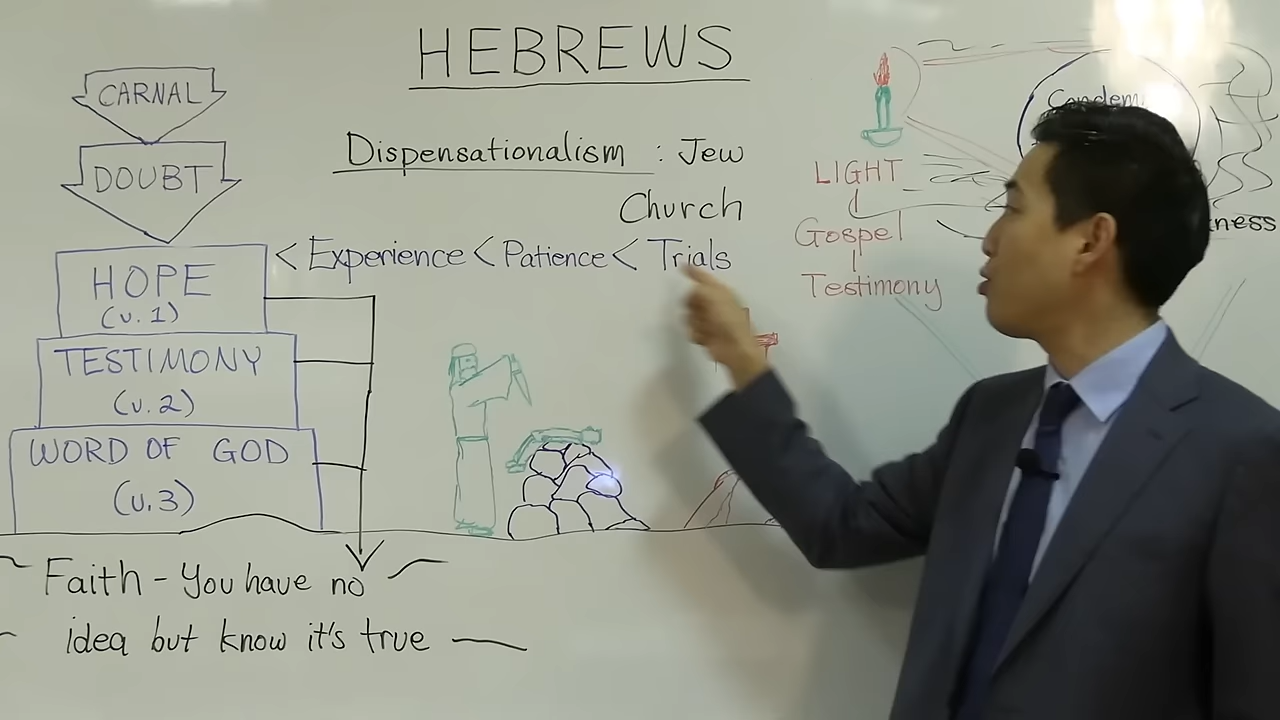 HEBREWS
CARNAL
DOUBT
Dispensationalism : Jew
Church
HOPE
(v.1)
< Experience < Patience < Trials
TESTIMONY
(v.2)
WORD OF GOD
(v.3)
Faith - You have no
idea but know it's true
LIGHT
Gospel
Testimony